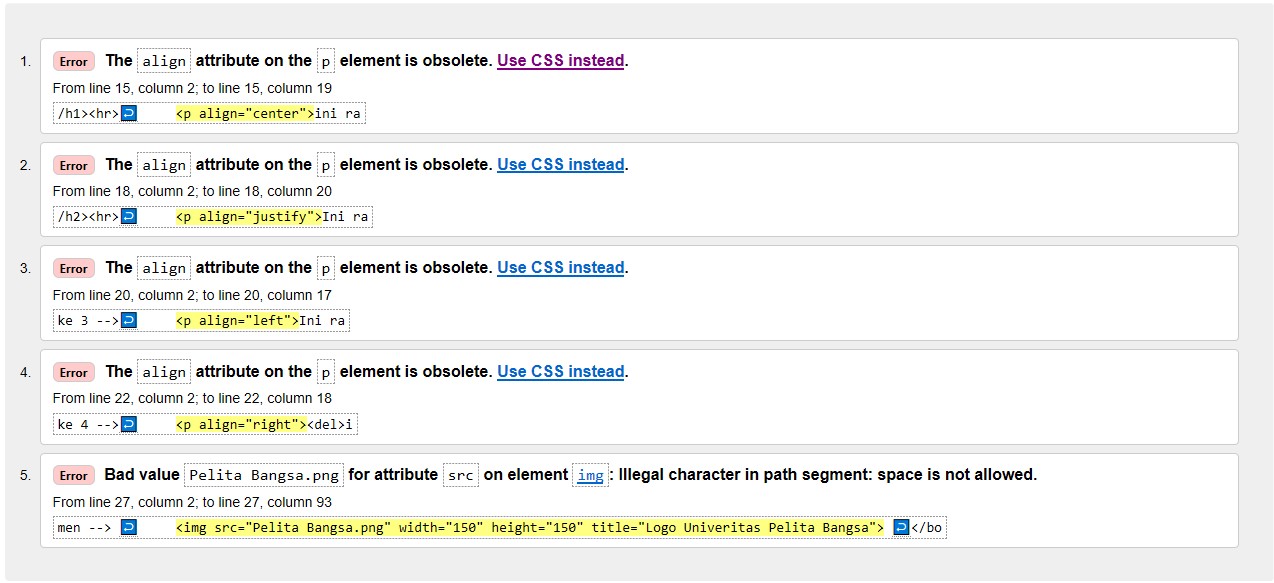 1. Error The align attribute on the p element is obsolete. Use CSS instead.
From line 15, column 2; to line 15, column 19
/h1><hr>↩ <p align="center">ini ra
2. Error The align attribute on the p element is obsolete. Use CSS instead.
From line 18, column 2; to line 18, column 20
/h2><hr>↩ <p align="justify">Ini ra
3. Error The align attribute on the p element is obsolete. Use CSS instead.
From line 20, column 2; to line 20, column 17
ke 3 -->↩ <p align="left">Ini ra
4. Error The align attribute on the p element is obsolete. Use CSS instead.
From line 22, column 2; to line 22, column 18
ke 4 -->↩ <p align="right"><del>i
5. Error Bad value Pelita Bangsa.png for attribute src on element img: Illegal character in path segment: space is not allowed.
From line 27, column 2; to line 27, column 93
men --> ↩ <img src="Pelita Bangsa.png" width="150" height="150" title="Logo Univeritas Pelita Bangsa"> ↩</bo